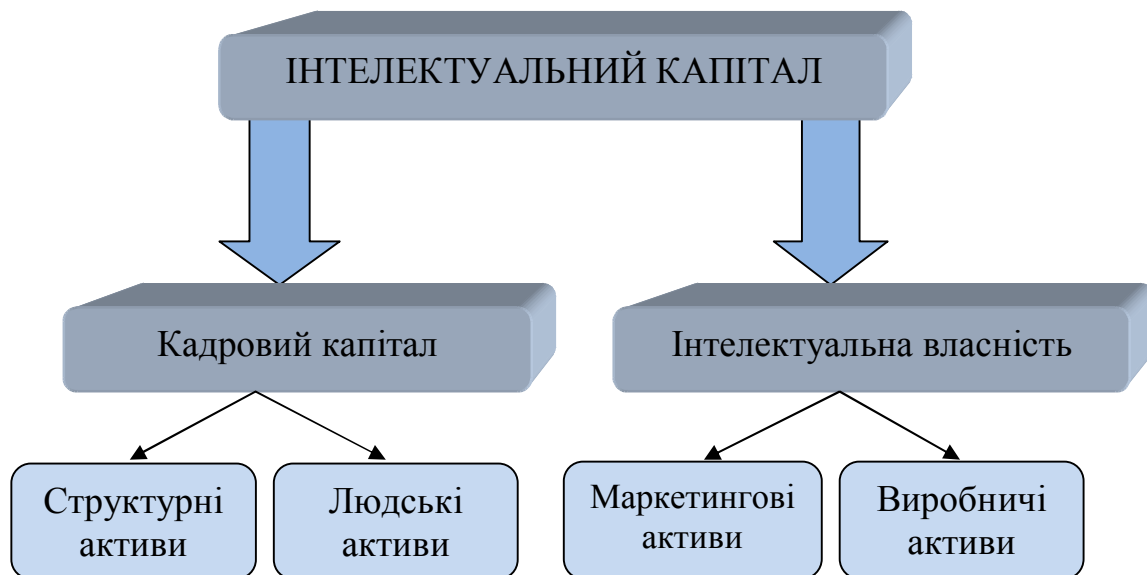 ІНТЕЛЕКТУАЛЬНИЙ КАПІТАЛ
Кадровий капітал
Інтелектуальна власність
Структурні
активи
Людські
активи
Маркетингові
активи
Виробничі
активи